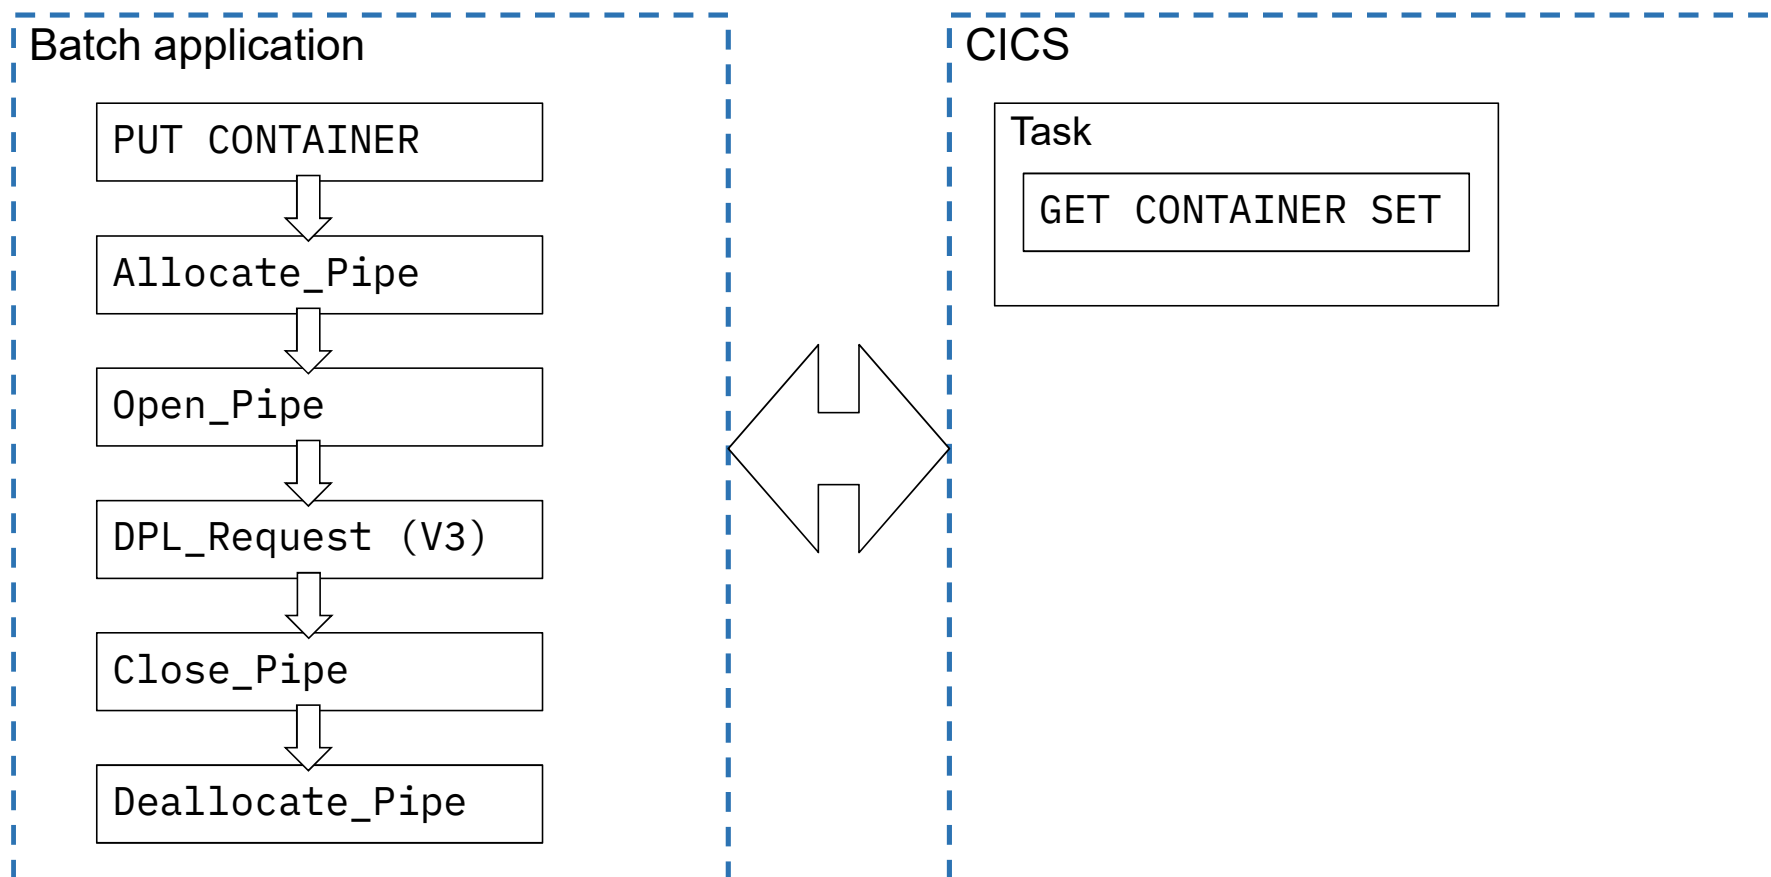 Batch application
PUT CONTAINER
Allocate_Pipe
Open_Pipe
DPL_Request (V3)
Close_Pipe
Deallocate_Pipe
CICS
Task
GET CONTAINER SET